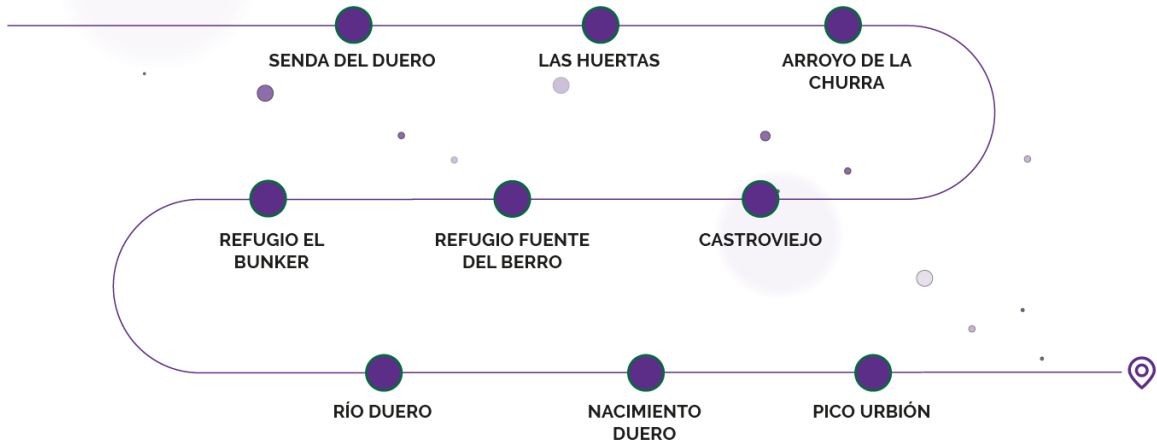 SENDA DEL DUERO
LAS HUERTAS
ARROYO DE LA
CHURRA
REFUGIO EL
BUNKER
REFUGIO FUENTE
DEL BERRO
CASTROVIEJO
RÍO DUERO
NACIMIENTO
DUERO
PICO URBIÓN